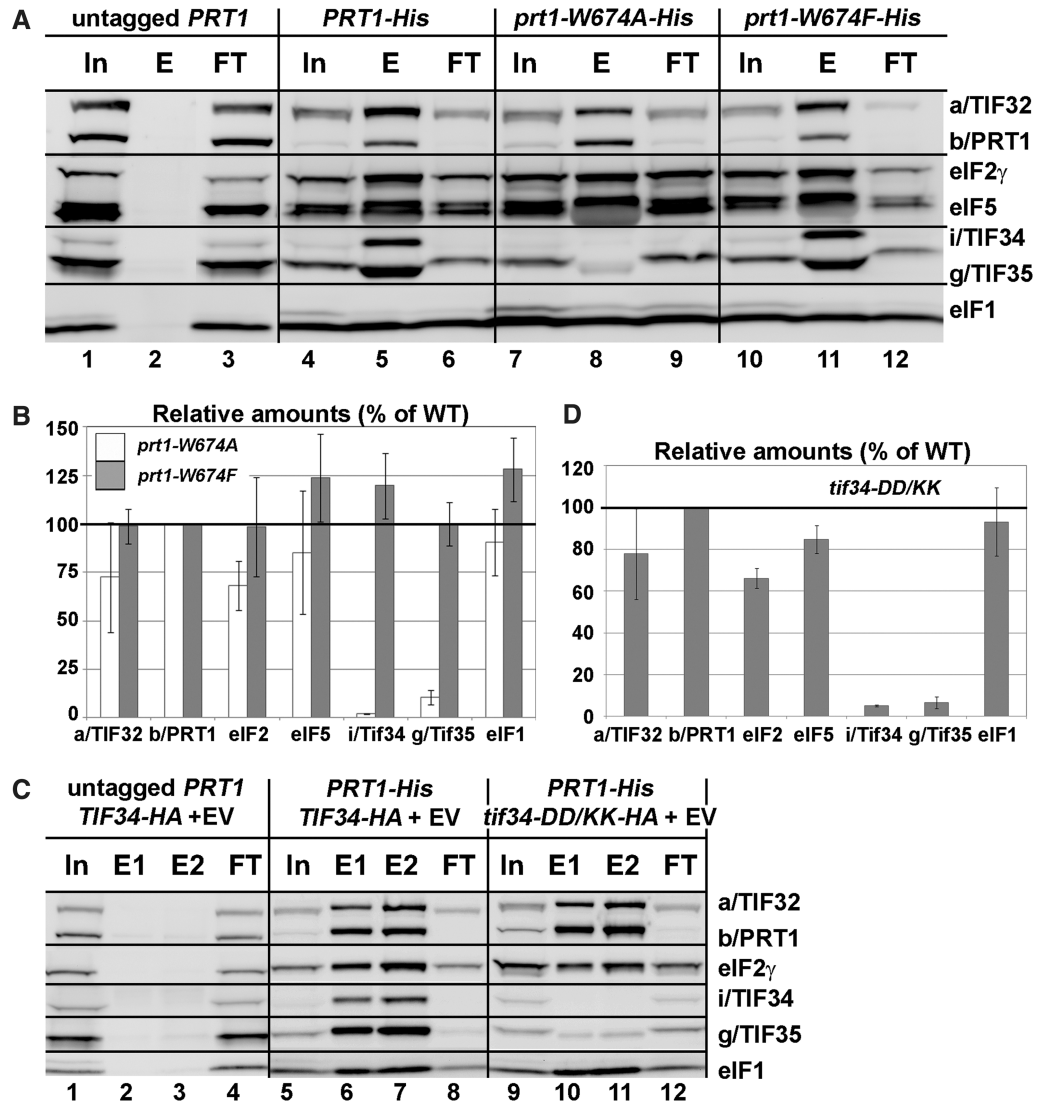 A
untagged PRT1 PRT1-His prt1-W674A-His prt1-W674F-His
In E FT In E FT In E FT In E FT
a/TIF32
b/PRT1
eIF2γ
eIF5
i/TIF34
g/TIF35
eIF1
1 2 3 4 5 6 7 8 9 10 11 12
B
Relative amounts (% of WT)
prt1-W674A
prt1-W674F
150
125
100
75
50
25
0
a/TIF32 b/PRT1 eIF2 eIF5 i/Tif34 g/Tif35 eIF1
D
Relative amounts (% of WT)
tif34-DD/KK
120
100
80
60
40
20
0
a/TIF32 b/PRT1 eIF2 eIF5 i/Tif34 g/Tif35 eIF1
C
untagged PRT1 PRT1-His PRT1-His
TIF34-HA +EV TIF34-HA + EV tif34-DD/KK-HA + EV
In E1 E2 FT In E1 E2 FT In E1 E2 FT
a/TIF32
b/PRT1
eIF2γ
i/TIF34
g/TIF35
eIF1
1 2 3 4 5 6 7 8 9 10 11 12